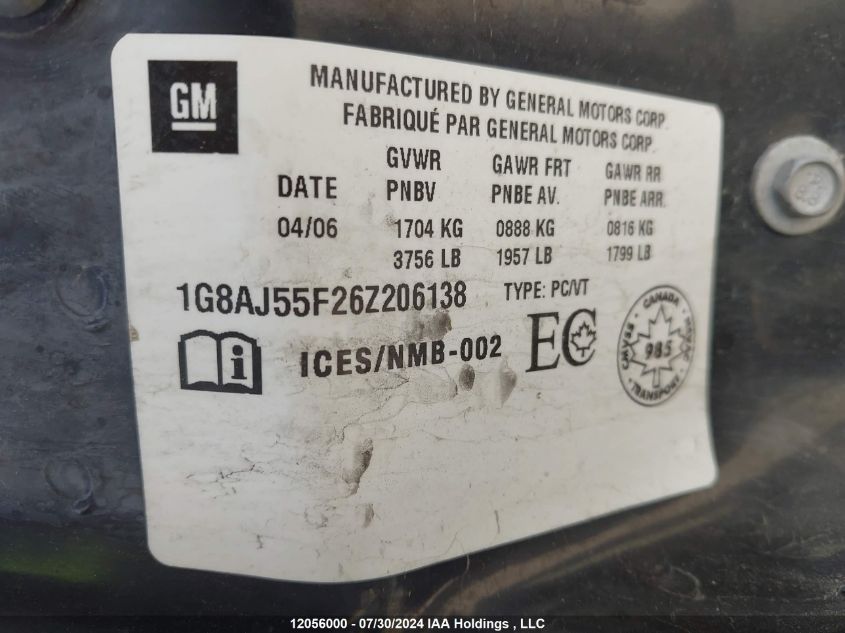 GM
MANUFACTURED BY GENERAL MOTORS CORP.
FABRIQUÉ PAR GENERAL MOTORS CORP.
DATE GVWR PNBV GAWR FRT PNBE AV. GAWR RR PNBE ARR.
04/06 1704 KG 0888 KG 0816 KG
3756 LB 1957 LB 1799 LB
1G8AJ55F26Z206138 TYPE: PC/VT
i ICES/NMB-002 EC
CANADA
985
TRANSPORT
12056000 - 07/30/2024 IAA Holdings , LLC